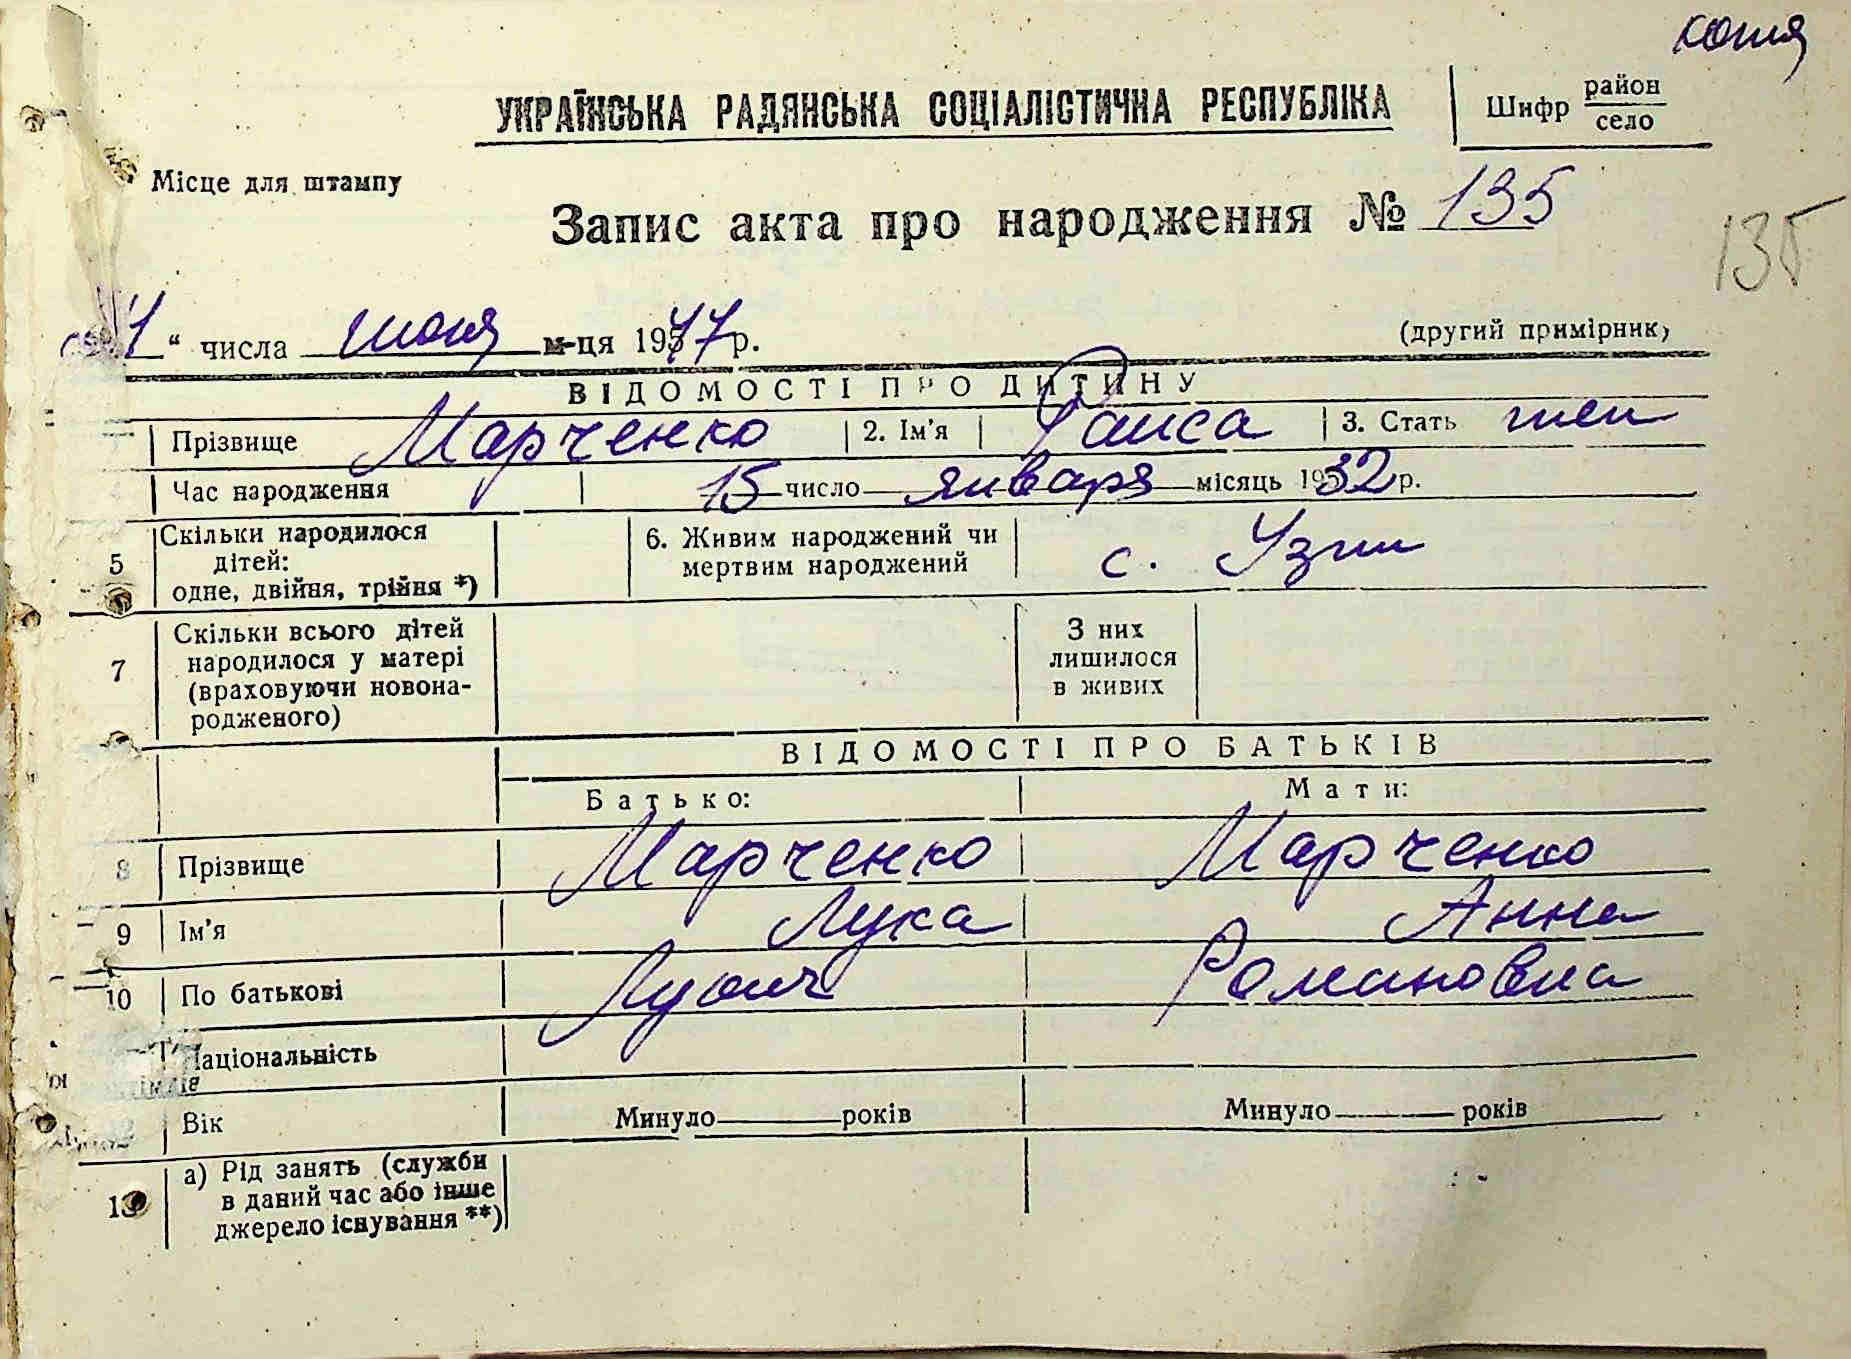 копия
УКРАЇНСЬКА РАДЯНСЬКА СОЦІАЛІСТИЧНА РЕСПУБЛІКА
Шифр район
село
Місце для штампу
Запис акта про народження № 135
135
1 " числа июня м-ця 1947 р.
(другий примірник)
ВІДОМОСТІ ПРО ДИТИНУ
Прізвище Марченко 2. Ім'я Раиса 3. Стать жен
Час народження 15 число января місяць 1932 р.
5 Скільки народилося дітей: одне, двійня, трійня *) 6. Живим народжений чи мертвим народжений с. Узин
7 Скільки всього дітей народилося у матері (враховуючи новона-родженого) З них лишилося в живих
ВІДОМОСТІ ПРО БАТЬКІВ
Батько: Мати:
8 Прізвище Марченко Марченко
9 Ім'я Лука Анна
10 По батькові Романовна
Національність
Вік Минуло років Минуло років
13 а) Рід занять (служби в даний час або інше джерело існування **)